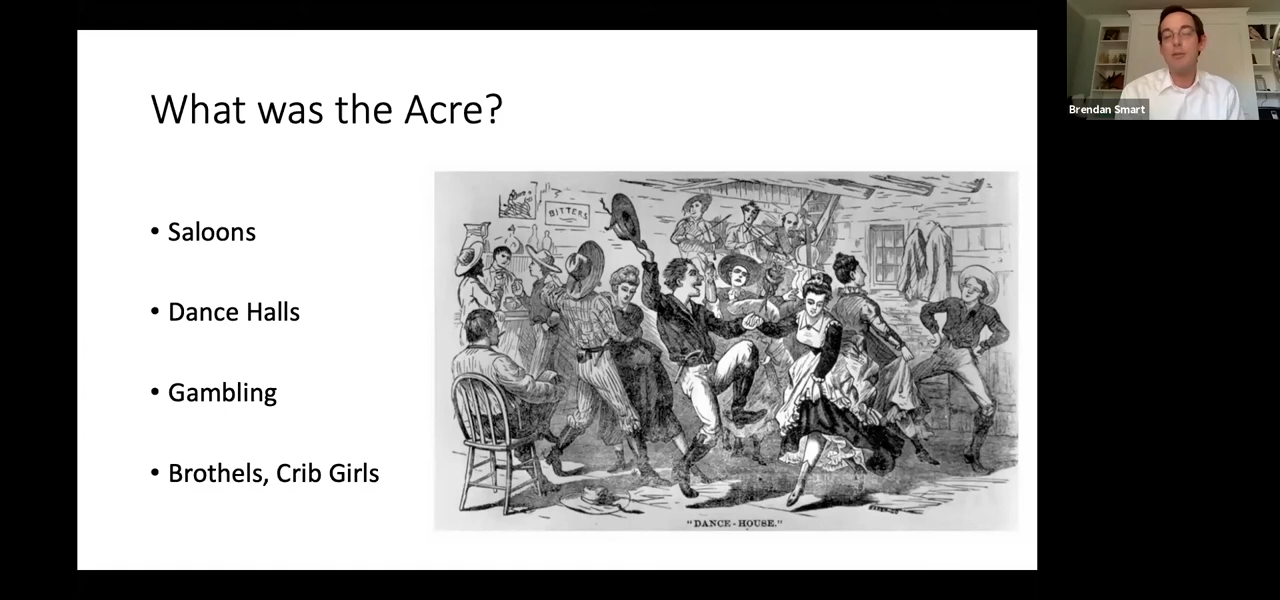 What was the Acre?
• Saloons
• Dance Halls
• Gambling
• Brothels, Crib Girls
BITTERS
"DANCE-HOUSE."
Brendan Smart